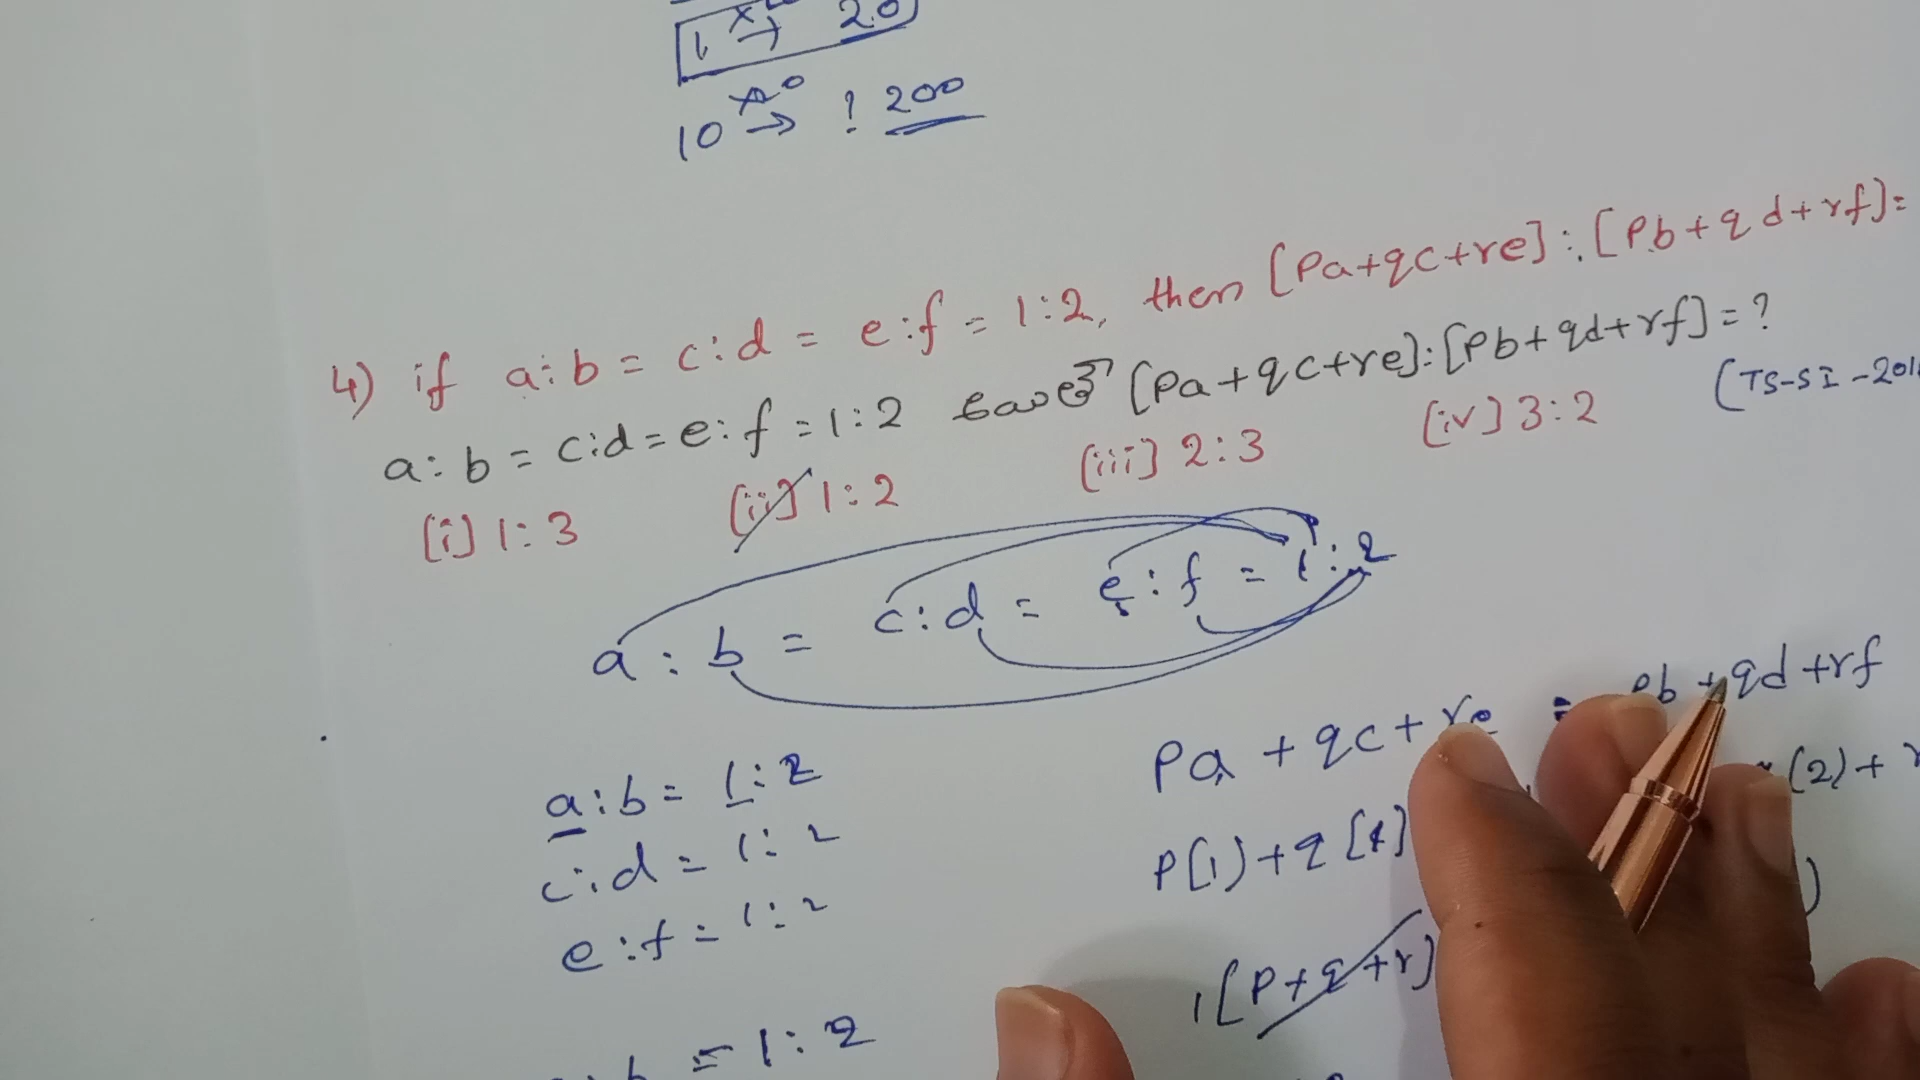 1 → 20
10 → ? 200
4) if a:b = c:d = e:f = 1:2, then [Pa+qc+re]:[Pb+qd+rf]=
a:b = c:d = e:f = 1:2 [Pa+qc+re]:[Pb+qd+rf]=?
[i] 1:3 [ii] 1:2 [iii] 2:3 [iv] 3:2 (TS-SI-201
a : b = c:d = e:f = 1:2
Pa + qc + re : Pb + qd + rf
a:b = 1:2
(2)+
c:d = 1:2
P(1)+q[1]
e:f = 1:2
1[P+q+r)
b = 1:2